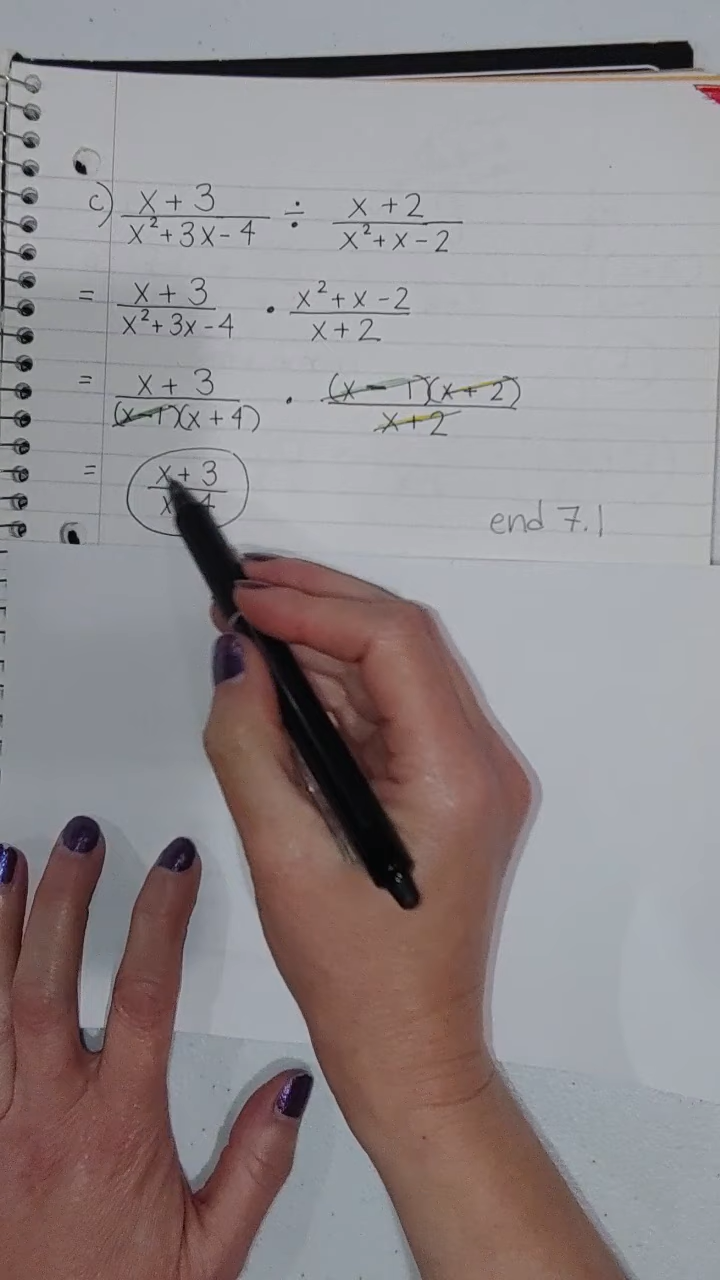 c) (x + 3)/(x² + 3x - 4) ÷ (x + 2)/(x² + x - 2)
= (x + 3)/(x² + 3x - 4) · (x² + x - 2)/(x + 2)
= (x + 3)/((x - 1)(x + 4)) · ((x - 1)(x + 2))/(x + 2)
= (x + 3)/(x 4)
end 7.1